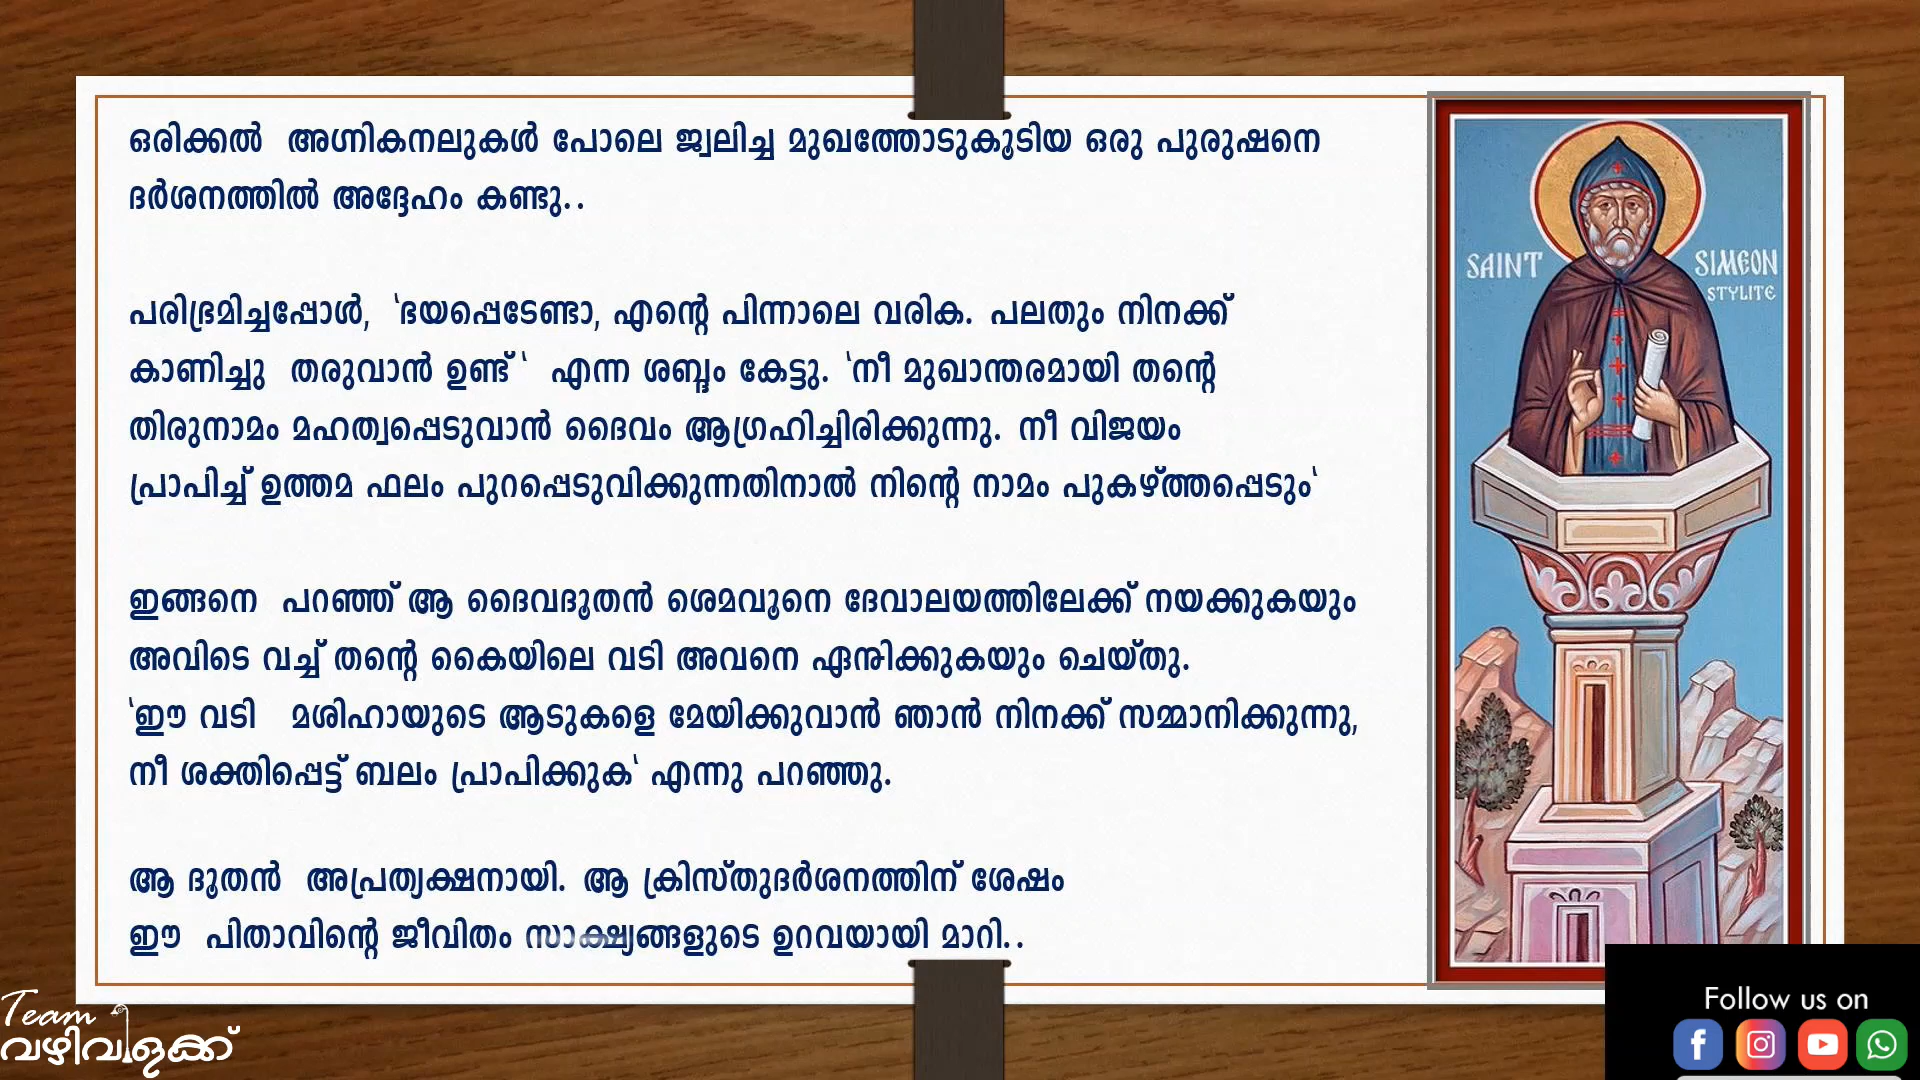 ഒരിക്കൽ അഗ്നികനലുകൾ പോലെ ജ്വലിച്ച മുഖത്തോടുകൂടിയ ഒരു പുരുഷനെ
ദർശനത്തിൽ അദ്ദേഹം കണ്ടു..
പരിഭ്രമിച്ചപ്പോൾ, 'ഭയപ്പെടേണ്ടാ, എന്റെ പിന്നാലെ വരിക. പലതും നിനക്ക്
കാണിച്ചു തരുവാൻ ഉണ്ട്' എന്ന ശബ്ദം കേട്ടു. 'നീ മുഖാന്തരമായി തന്റെ
തിരുനാമം മഹത്വപ്പെടുവാൻ ദൈവം ആഗ്രഹിച്ചിരിക്കുന്നു. നീ വിജയം
പ്രാപിച്ച് ഉത്തമ ഫലം പുറപ്പെടുവിക്കുന്നതിനാൽ നിന്റെ നാമം പുകഴ്ത്തപ്പെടും'
ഇങ്ങനെ പറഞ്ഞ് ആ ദൈവദൂതൻ ശെമവൂനെ ദേവാലയത്തിലേക്ക് നയക്കുകയും
അവിടെ വച്ച് തന്റെ കൈയിലെ വടി അവനെ ഏൽപിക്കുകയും ചെയ്തു.
'ഈ വടി മശിഹായുടെ ആടുകളെ മേയിക്കുവാൻ ഞാൻ നിനക്ക് സമ്മാനിക്കുന്നു,
നീ ശക്തിപ്പെട്ട് ബലം പ്രാപിക്കുക' എന്നു പറഞ്ഞു.
ആ ദൂതൻ അപ്രത്യക്ഷനായി. ആ ക്രിസ്തുദർശനത്തിന് ശേഷം
ഈ പിതാവിന്റെ ജീവിതം സാക്ഷ്യങ്ങളുടെ ഉറവയായി മാറി..
SAINT SIMEON
STYLITE
Team
വഴിവിളക്ക്
Follow us on